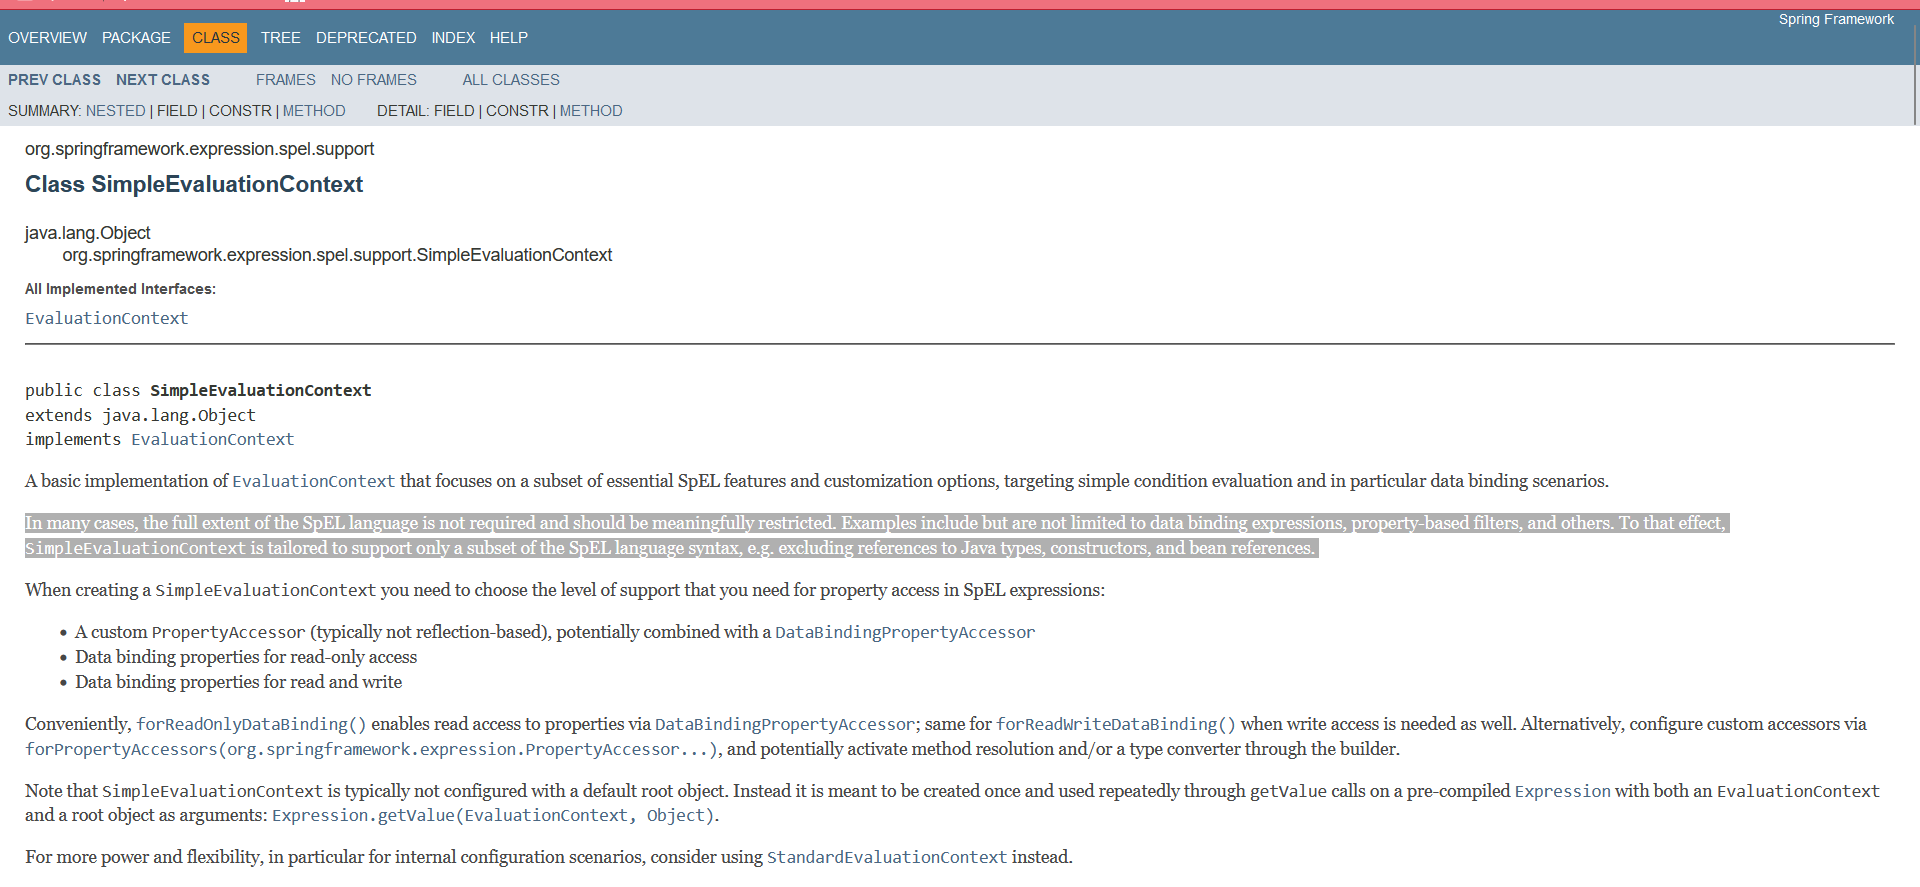 Spring Framework
OVERVIEW PACKAGE CLASS TREE DEPRECATED INDEX HELP
PREV CLASS NEXT CLASS FRAMES NO FRAMES ALL CLASSES
SUMMARY: NESTED | FIELD | CONSTR | METHOD DETAIL: FIELD | CONSTR | METHOD
org.springframework.expression.spel.support
Class SimpleEvaluationContext
java.lang.Object
org.springframework.expression.spel.support.SimpleEvaluationContext
All Implemented Interfaces:
EvaluationContext
public class SimpleEvaluationContext
extends java.lang.Object
implements EvaluationContext
A basic implementation of EvaluationContext that focuses on a subset of essential SpEL features and customization options, targeting simple condition evaluation and in particular data binding scenarios.
In many cases, the full extent of the SpEL language is not required and should be meaningfully restricted. Examples include but are not limited to data binding expressions, property-based filters, and others. To that effect,
SimpleEvaluationContext is tailored to support only a subset of the SpEL language syntax, e.g. excluding references to Java types, constructors, and bean references.
When creating a SimpleEvaluationContext you need to choose the level of support that you need for property access in SpEL expressions:
• A custom PropertyAccessor (typically not reflection-based), potentially combined with a DataBindingPropertyAccessor
• Data binding properties for read-only access
• Data binding properties for read and write
Conveniently, forReadOnlyDataBinding() enables read access to properties via DataBindingPropertyAccessor; same for forReadWriteDataBinding() when write access is needed as well. Alternatively, configure custom accessors via
forPropertyAccessors(org.springframework.expression.PropertyAccessor...), and potentially activate method resolution and/or a type converter through the builder.
Note that SimpleEvaluationContext is typically not configured with a default root object. Instead it is meant to be created once and used repeatedly through getValue calls on a pre-compiled Expression with both an EvaluationContext
and a root object as arguments: Expression.getValue(EvaluationContext, Object).
For more power and flexibility, in particular for internal configuration scenarios, consider using StandardEvaluationContext instead.